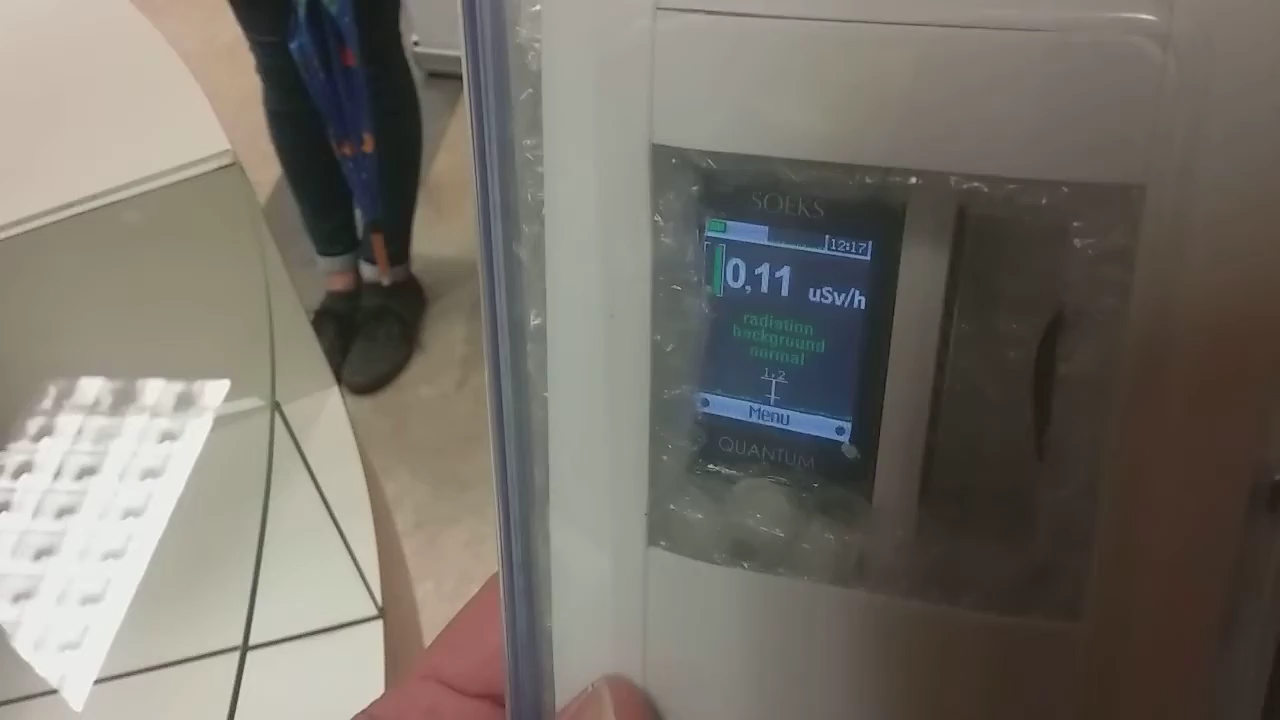 SOEKS
12:17
0,11 uSv/h
radiation
background
normal
1,2
Menu
QUANTUM